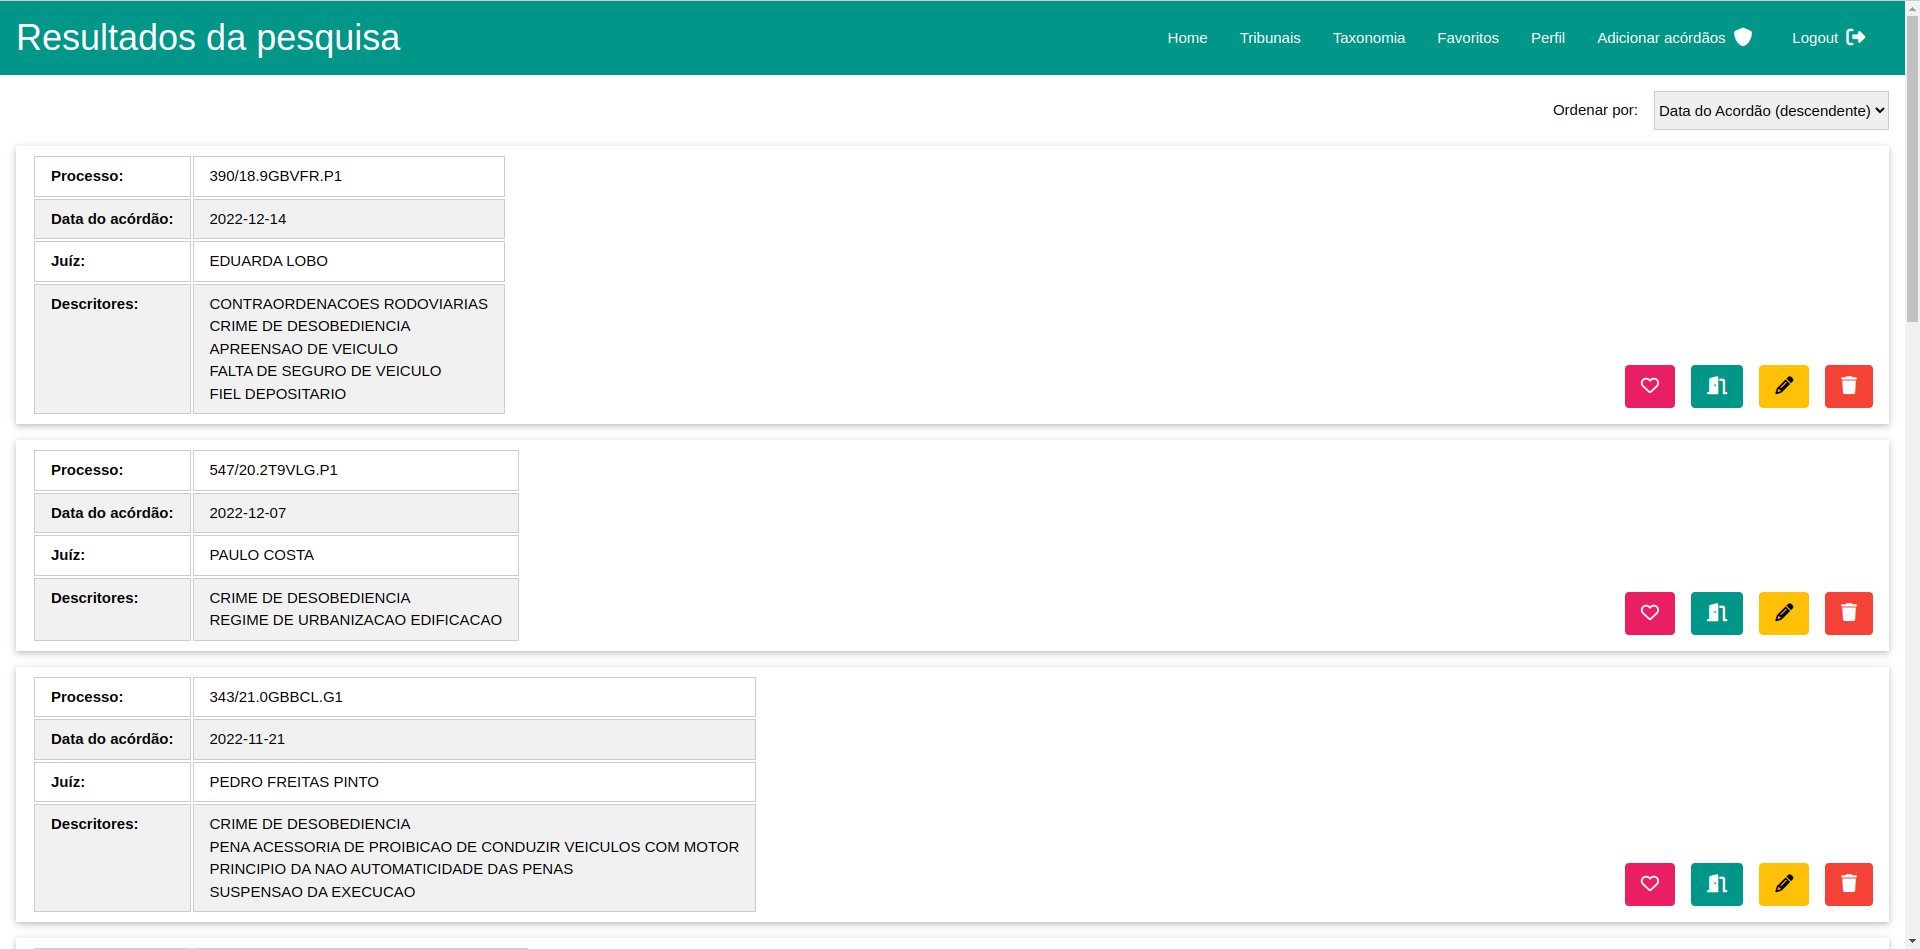 Resultados da pesquisa
Home Tribunais Taxonomia Favoritos Perfil Adicionar acórdãos Logout
Ordenar por: Data do Acordão (descendente)
Processo: 390/18.9GBVFR.P1
Data do acórdão: 2022-12-14
Juíz: EDUARDA LOBO
Descritores: CONTRAORDENACOES RODOVIARIAS
CRIME DE DESOBEDIENCIA
APREENSAO DE VEICULO
FALTA DE SEGURO DE VEICULO
FIEL DEPOSITARIO
Processo: 547/20.2T9VLG.P1
Data do acórdão: 2022-12-07
Juíz: PAULO COSTA
Descritores: CRIME DE DESOBEDIENCIA
REGIME DE URBANIZACAO EDIFICACAO
Processo: 343/21.0GBBCL.G1
Data do acórdão: 2022-11-21
Juíz: PEDRO FREITAS PINTO
Descritores: CRIME DE DESOBEDIENCIA
PENA ACESSORIA DE PROIBICAO DE CONDUZIR VEICULOS COM MOTOR
PRINCIPIO DA NAO AUTOMATICIDADE DAS PENAS
SUSPENSAO DA EXECUCAO